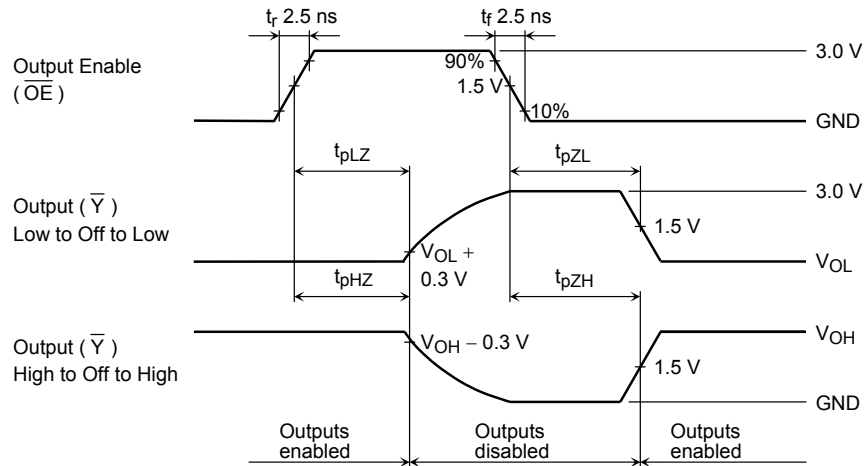 tr 2.5 ns
tf 2.5 ns
Output Enable
( OE )
90%
1.5 V
10%
3.0 V
GND
tpLZ
tpZL
Output ( Y )
Low to Off to Low
3.0 V
1.5 V
VOL +
0.3 V
VOL
tpHZ
tpZH
Output ( Y )
High to Off to High
VOH − 0.3 V
VOH
1.5 V
GND
Outputs
enabled
Outputs
disabled
Outputs
enabled